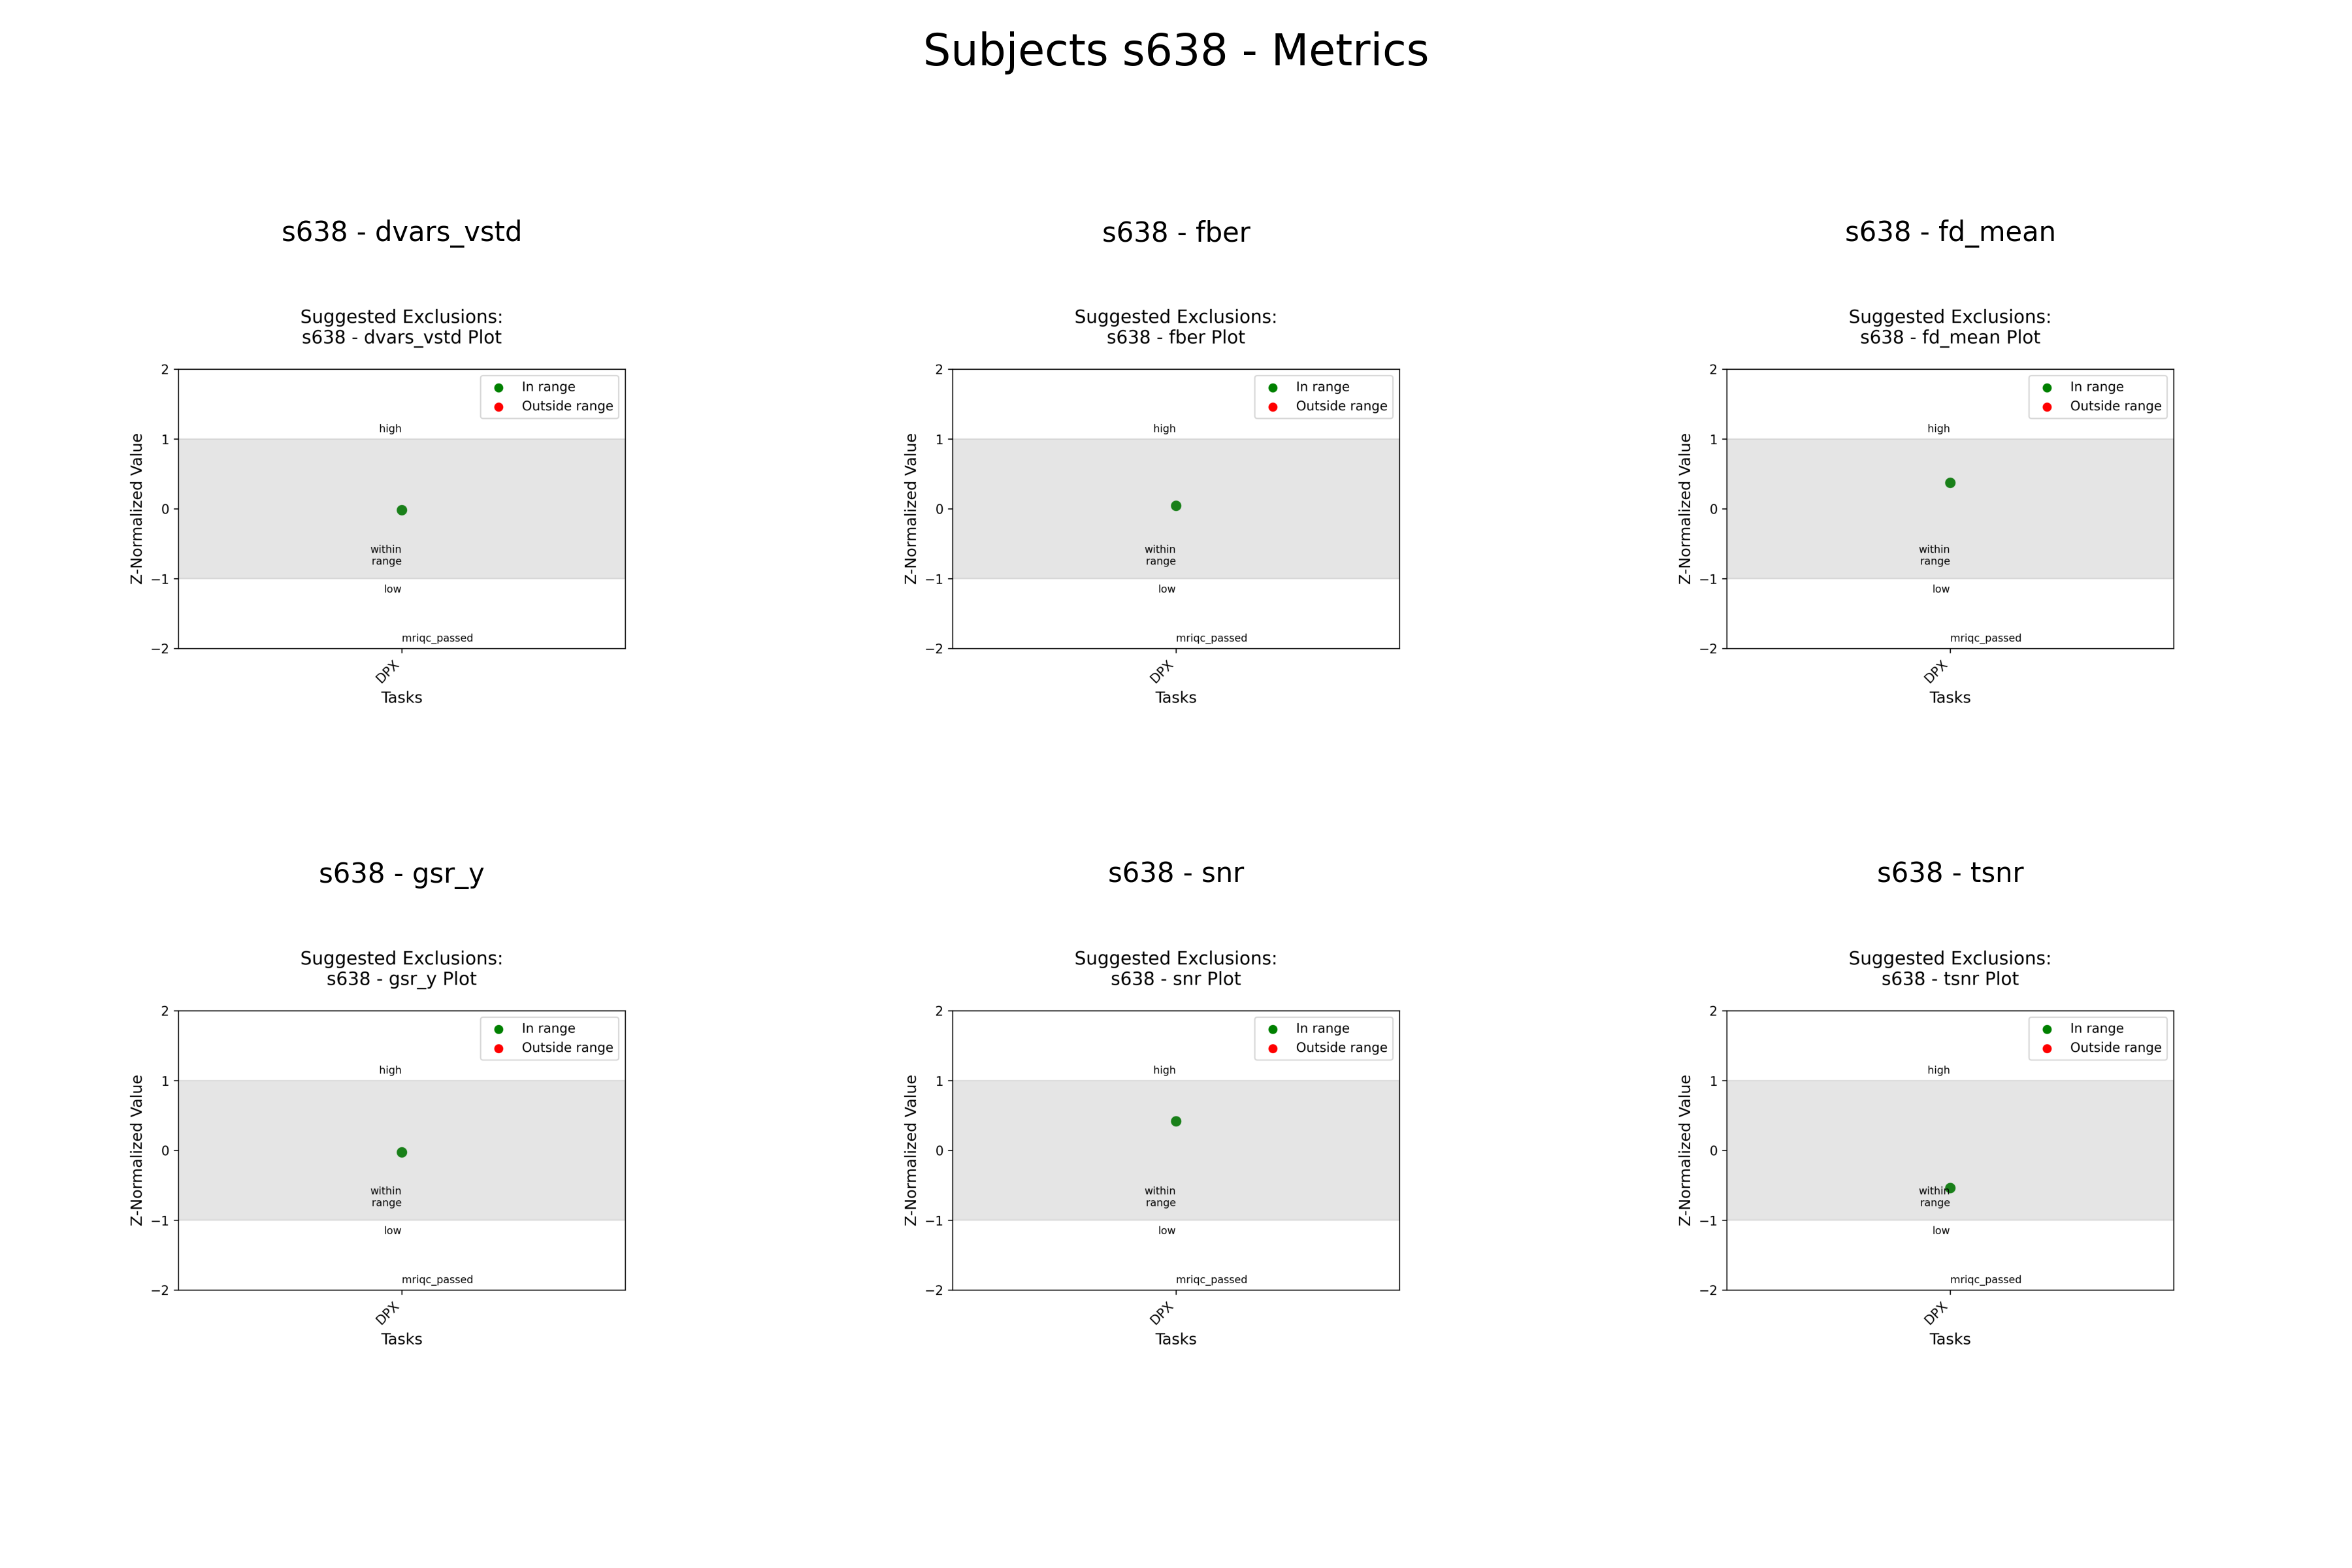 Subjects s638 - Metrics
s638 - dvars_vstd
Suggested Exclusions:
s638 - dvars_vstd Plot
2
1
0
−1
−2
Z-Normalized Value
In range
Outside range
high
within
range
low
mriqc_passed
DPX
Tasks
s638 - fber
Suggested Exclusions:
s638 - fber Plot
2
1
0
−1
−2
Z-Normalized Value
In range
Outside range
high
within
range
low
mriqc_passed
DPX
Tasks
s638 - fd_mean
Suggested Exclusions:
s638 - fd_mean Plot
2
1
0
−1
−2
Z-Normalized Value
In range
Outside range
high
within
range
low
mriqc_passed
DPX
Tasks
s638 - gsr_y
Suggested Exclusions:
s638 - gsr_y Plot
2
1
0
−1
−2
Z-Normalized Value
In range
Outside range
high
within
range
low
mriqc_passed
DPX
Tasks
s638 - snr
Suggested Exclusions:
s638 - snr Plot
2
1
0
−1
−2
Z-Normalized Value
In range
Outside range
high
within
range
low
mriqc_passed
DPX
Tasks
s638 - tsnr
Suggested Exclusions:
s638 - tsnr Plot
2
1
0
−1
−2
Z-Normalized Value
In range
Outside range
high
within
range
low
mriqc_passed
DPX
Tasks